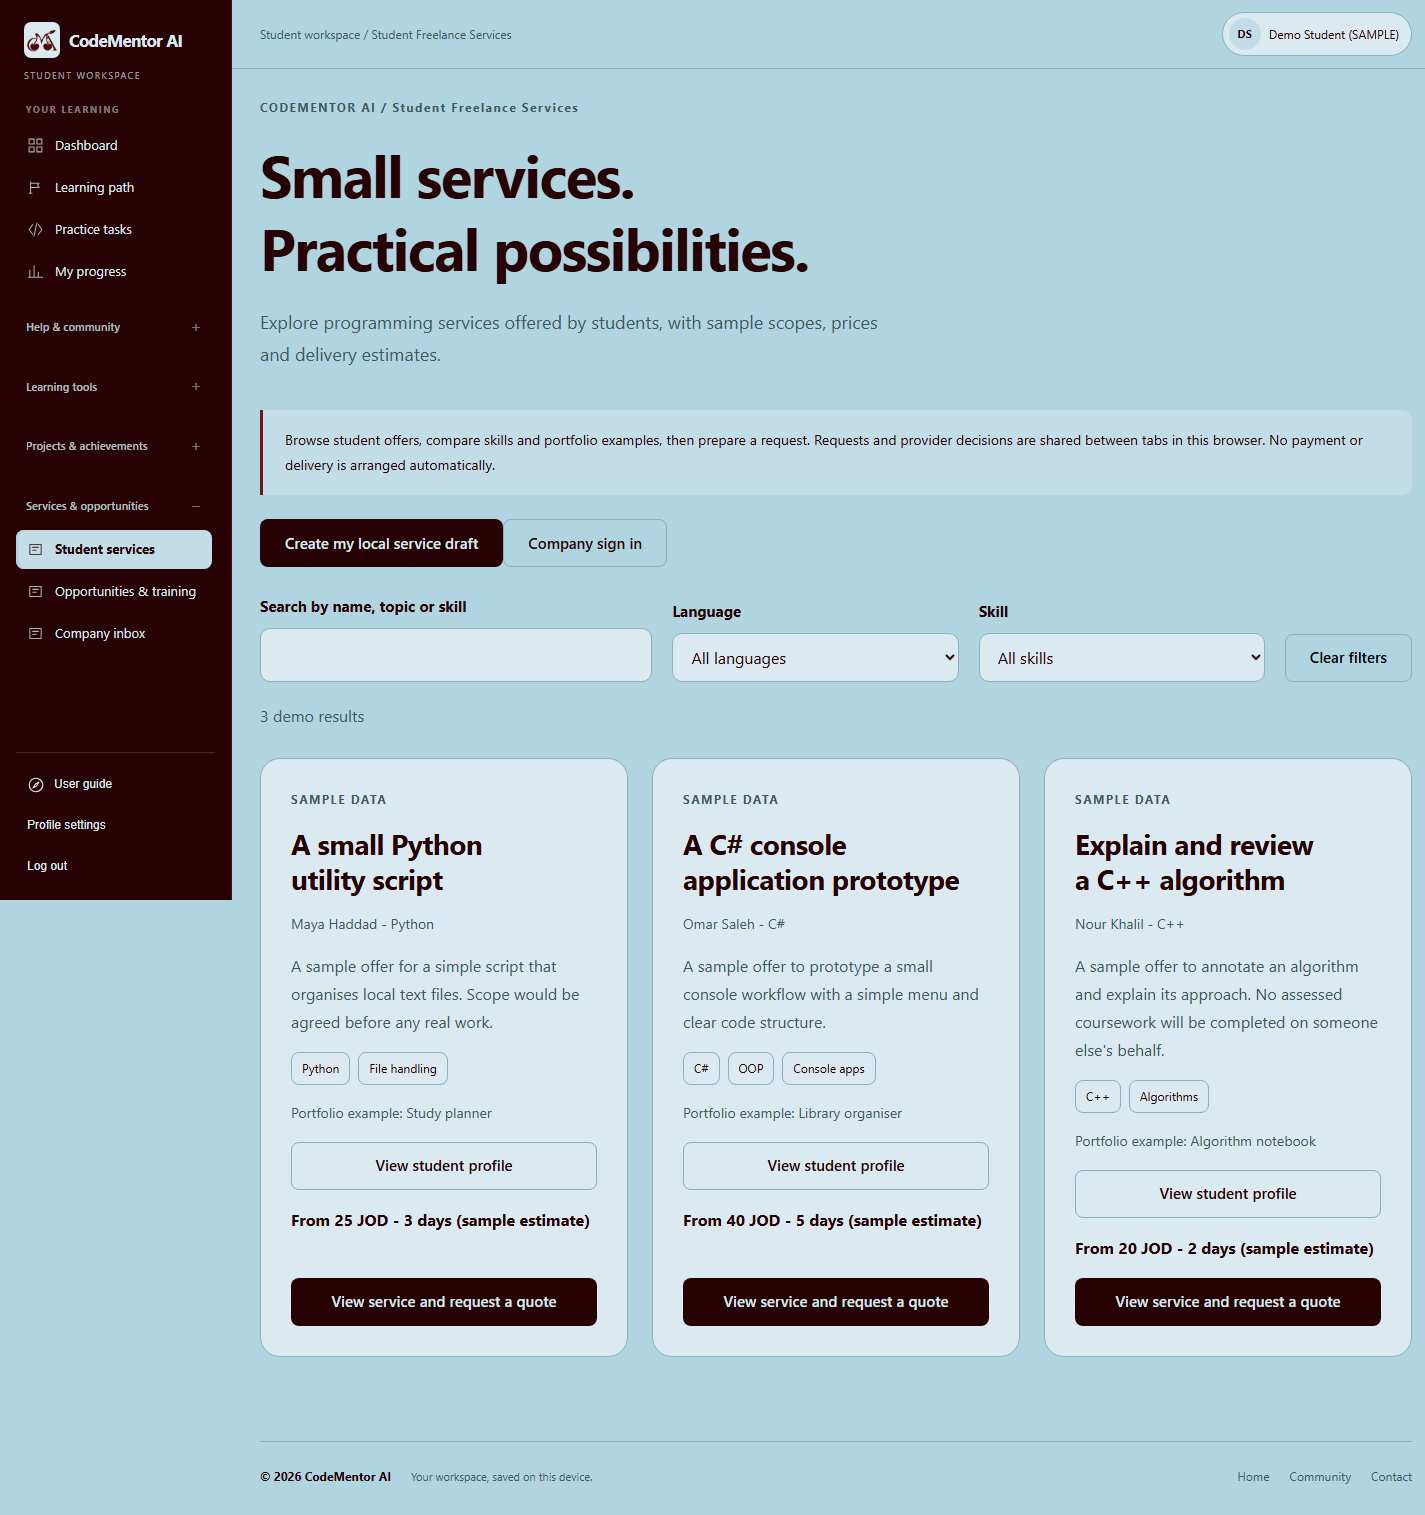 CodeMentor AI
STUDENT WORKSPACE
YOUR LEARNING
Dashboard
Learning path
Practice tasks
My progress
Help & community +
Learning tools +
Projects & achievements +
Services & opportunities –
Student services
Opportunities & training
Company inbox
User guide
Profile settings
Log out
Student workspace / Student Freelance Services
DS Demo Student (SAMPLE)
CODEMENTOR AI / Student Freelance Services
Small services.
Practical possibilities.
Explore programming services offered by students, with sample scopes, prices
and delivery estimates.
Browse student offers, compare skills and portfolio examples, then prepare a request. Requests and provider decisions are shared between tabs in this browser. No payment or
delivery is arranged automatically.
Create my local service draft
Company sign in
Search by name, topic or skill
Language
All languages
Skill
All skills
Clear filters
3 demo results
SAMPLE DATA
A small Python
utility script
Maya Haddad - Python
A sample offer for a simple script that
organises local text files. Scope would be
agreed before any real work.
Python
File handling
Portfolio example: Study planner
View student profile
From 25 JOD - 3 days (sample estimate)
View service and request a quote
SAMPLE DATA
A C# console
application prototype
Omar Saleh - C#
A sample offer to prototype a small
console workflow with a simple menu and
clear code structure.
C#
OOP
Console apps
Portfolio example: Library organiser
View student profile
From 40 JOD - 5 days (sample estimate)
View service and request a quote
SAMPLE DATA
Explain and review
a C++ algorithm
Nour Khalil - C++
A sample offer to annotate an algorithm
and explain its approach. No assessed
coursework will be completed on someone
else's behalf.
C++
Algorithms
Portfolio example: Algorithm notebook
View student profile
From 20 JOD - 2 days (sample estimate)
View service and request a quote
© 2026 CodeMentor AI
Your workspace, saved on this device.
Home
Community
Contact